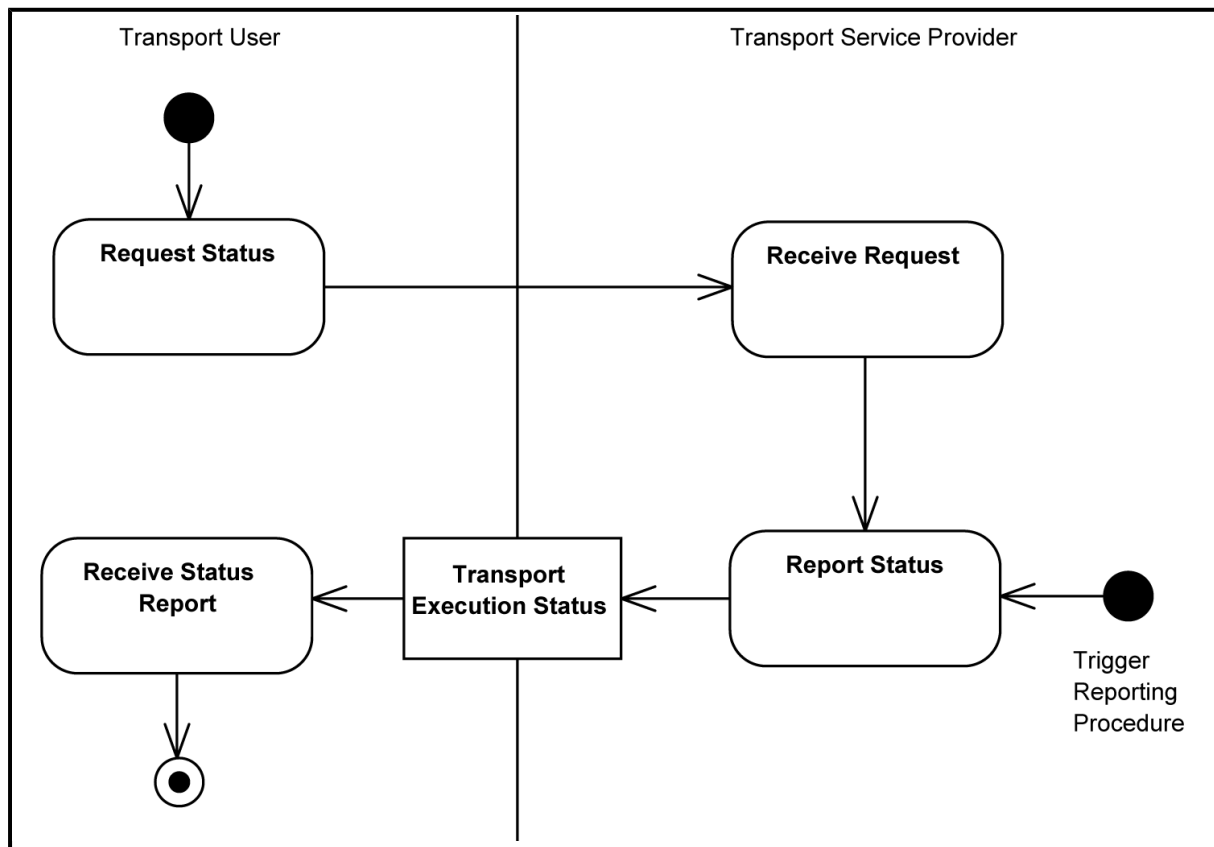 Transport User
Transport Service Provider
Request Status
Receive Request
Receive Status
Report
Transport
Execution Status
Report Status
Trigger
Reporting
Procedure